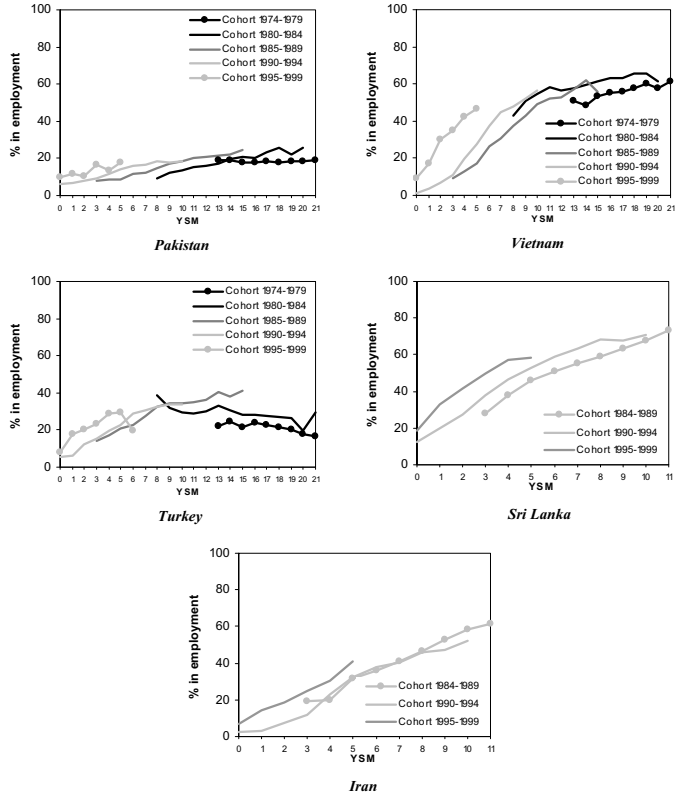 100
80
60
40
20
0
% in employment
Cohort 1974-1979
Cohort 1980-1984
Cohort 1985-1989
Cohort 1990-1994
Cohort 1995-1999
0 1 2 3 4 5 6 7 8 9 10 11 12 13 14 15 16 17 18 19 20 21
YSM
Pakistan
100
80
60
40
20
0
% in employment
Cohort 1974-1979
Cohort 1980-1984
Cohort 1985-1989
Cohort 1990-1994
Cohort 1995-1999
0 1 2 3 4 5 6 7 8 9 10 11 12 13 14 15 16 17 18 19 20 21
YSM
Vietnam
100
80
60
40
20
0
% in employment
Cohort 1974-1979
Cohort 1980-1984
Cohort 1985-1989
Cohort 1990-1994
Cohort 1995-1999
0 1 2 3 4 5 6 7 8 9 10 11 12 13 14 15 16 17 18 19 20 21
YSM
Turkey
100
80
60
40
20
0
% in employment
Cohort 1984-1989
Cohort 1990-1994
Cohort 1995-1999
0 1 2 3 4 5 6 7 8 9 10 11
YSM
Sri Lanka
100
80
60
40
20
0
% in employment
Cohort 1984-1989
Cohort 1990-1994
Cohort 1995-1999
0 1 2 3 4 5 6 7 8 9 10 11
YSM
Iran